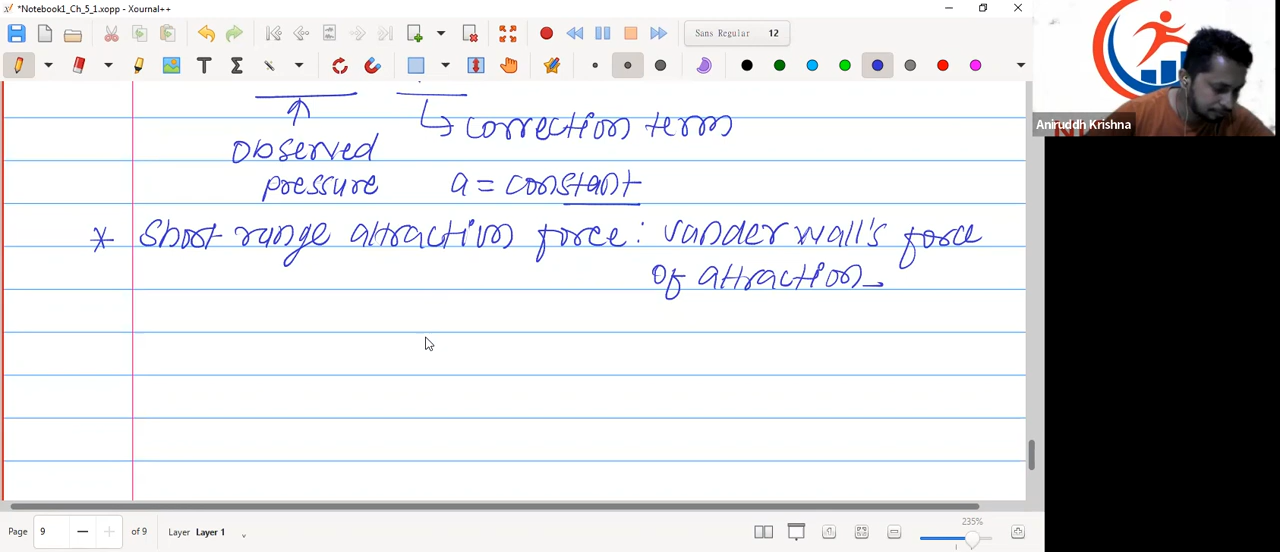 *Notebook1_Ch_5_1.xopp - Xournal++
Sans Regular 12
Aniruddh Krishna
correction term
Observed
pressure a = constant
* Short range attraction force: Vander wall's force
of attraction
Page 9 of 9 Layer Layer 1 235%